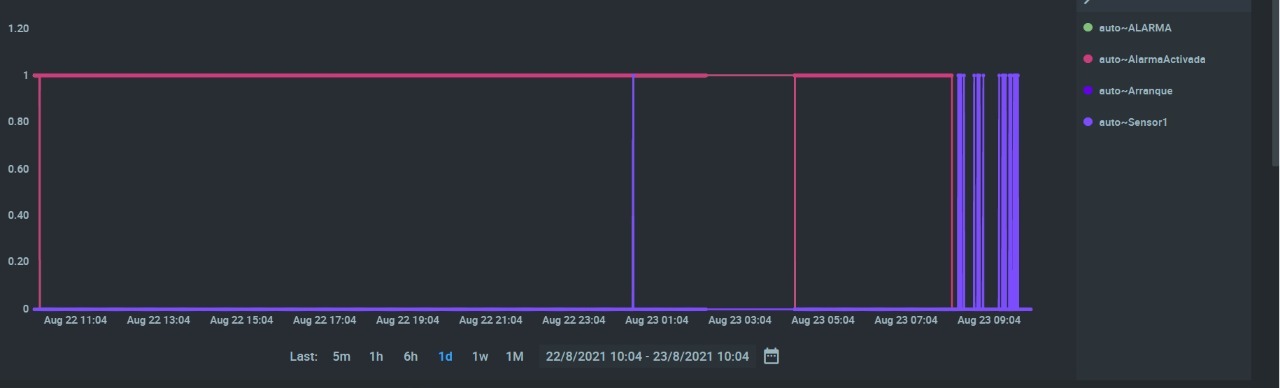 1.20
1
0.80
0.60
0.40
0.20
0
Aug 22 11:04 Aug 22 13:04 Aug 22 15:04 Aug 22 17:04 Aug 22 19:04 Aug 22 21:04 Aug 22 23:04 Aug 23 01:04 Aug 23 03:04 Aug 23 05:04 Aug 23 07:04 Aug 23 09:04
Last: 5m 1h 6h 1d 1w 1M 22/8/2021 10:04 - 23/8/2021 10:04
auto~ALARMA
auto~AlarmaActivada
auto~Arranque
auto~Sensor1